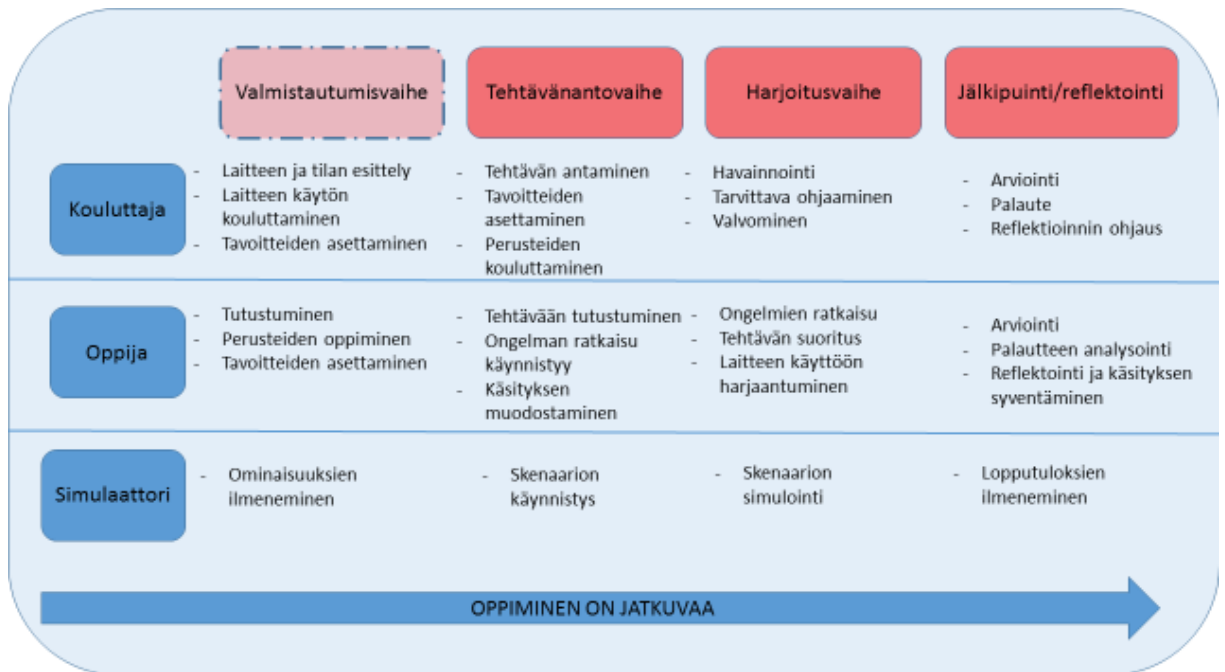 Valmistautumisvaihe
Tehtävänantovaihe
Harjoitusvaihe
Jälkipuinti/reflektointi
Kouluttaja
- Laitteen ja tilan esittely
- Laitteen käytön
kouluttaminen
- Tavoitteiden asettaminen
- Tehtävän antaminen
- Tavoitteiden
asettaminen
- Perusteiden
kouluttaminen
- Havainnointi
- Tarvittava ohjaaminen
- Valvominen
- Arviointi
- Palaute
- Reflektioinnin ohjaus
Oppija
- Tutustuminen
- Perusteiden oppiminen
- Tavoitteiden asettaminen
- Tehtävään tutustuminen
- Ongelman ratkaisu
käynnistyy
- Käsityksen
muodostaminen
- Ongelmien ratkaisu
- Tehtävän suoritus
- Laitteen käyttöön
harjaantuminen
- Arviointi
- Palautteen analysointi
- Reflektointi ja käsityksen
syventäminen
Simulaattori
- Ominaisuuksien
ilmeneminen
- Skenaarion
käynnistys
- Skenaarion
simulointi
- Lopputuloksien
ilmeneminen
OPPIMINEN ON JATKUVAA